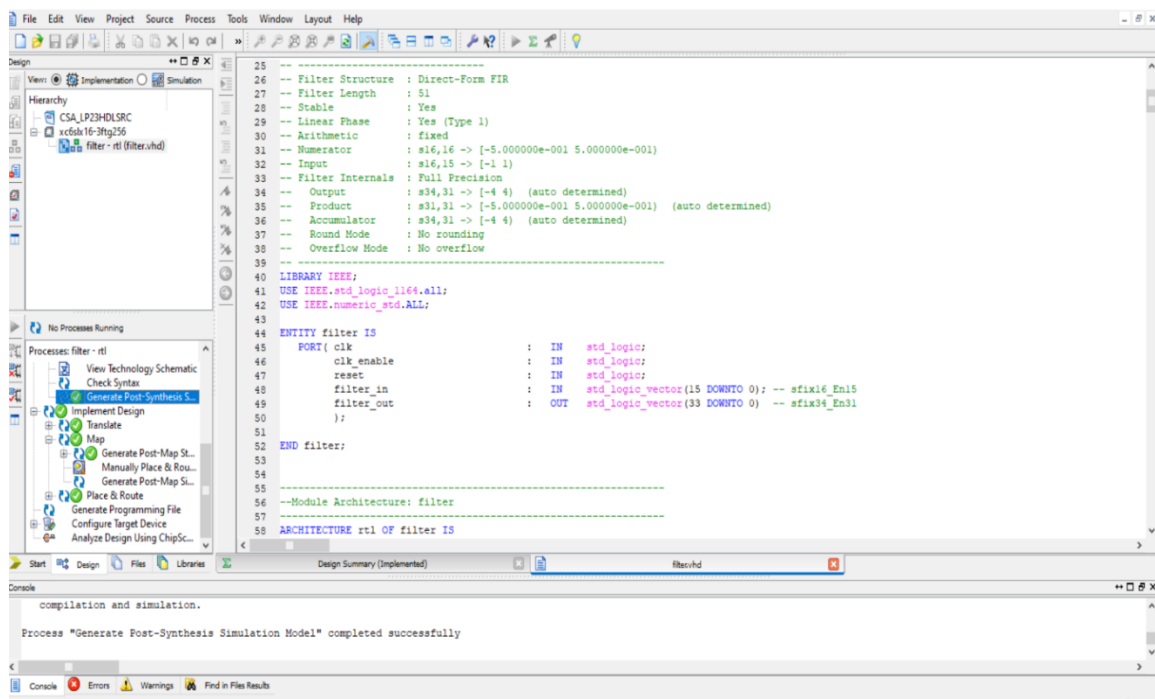 File Edit View Project Source Process Tools Window Layout Help
Design
View: Implementation Simulation
Hierarchy
CSA_LP23HDLSRC
xc6slx16-3ftg256
filter - rtl (filter.vhd)
No Processes Running
Processes: filter - rtl
View Technology Schematic
Check Syntax
Generate Post-Synthesis S...
Implement Design
Translate
Map
Generate Post-Map St...
Manually Place & Rou...
Generate Post-Map Si...
Place & Route
Generate Programming File
Configure Target Device
Analyze Design Using ChipSc...
Start Design Files Libraries
25 -- -------------------------------
26 -- Filter Structure : Direct-Form FIR
27 -- Filter Length : 51
28 -- Stable : Yes
29 -- Linear Phase : Yes (Type 1)
30 -- Arithmetic : fixed
31 -- Numerator : s16,16 -> [-5.000000e-001 5.000000e-001)
32 -- Input : s16,15 -> [-1 1)
33 -- Filter Internals : Full Precision
34 -- Output : s34,31 -> [-4 4) (auto determined)
35 -- Product : s31,31 -> [-5.000000e-001 5.000000e-001) (auto determined)
36 -- Accumulator : s34,31 -> [-4 4) (auto determined)
37 -- Round Mode : No rounding
38 -- Overflow Mode : No overflow
39 -- -------------------------------------------------------------
40 LIBRARY IEEE;
41 USE IEEE.std_logic_1164.all;
42 USE IEEE.numeric_std.ALL;
43
44 ENTITY filter IS
45 PORT( clk : IN std_logic;
46 clk_enable : IN std_logic;
47 reset : IN std_logic;
48 filter_in : IN std_logic_vector(15 DOWNTO 0); -- sfix16_En15
49 filter_out : OUT std_logic_vector(33 DOWNTO 0) -- sfix34_En31
50 );
51
52 END filter;
53
54
55 ----------------------------------------------------------------
56 --Module Architecture: filter
57 ----------------------------------------------------------------
58 ARCHITECTURE rtl OF filter IS
Design Summary (Implemented) filter.vhd
Console
compilation and simulation.
Process "Generate Post-Synthesis Simulation Model" completed successfully
Console Errors Warnings Find in Files Results